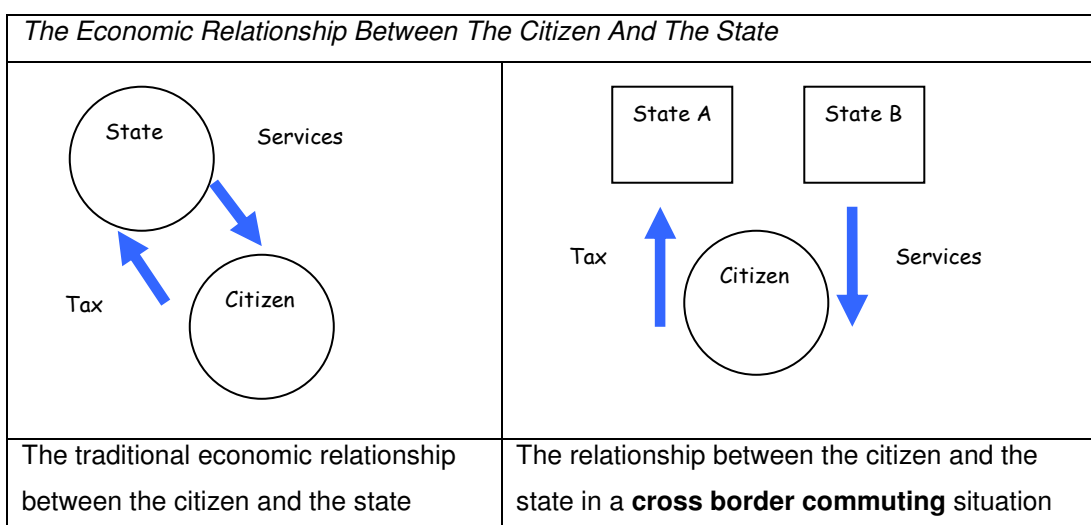 The Economic Relationship Between The Citizen And The State
State
Services
Tax
Citizen
State A
State B
Tax
Citizen
Services
The traditional economic relationship
between the citizen and the state
The relationship between the citizen and the
state in a cross border commuting situation